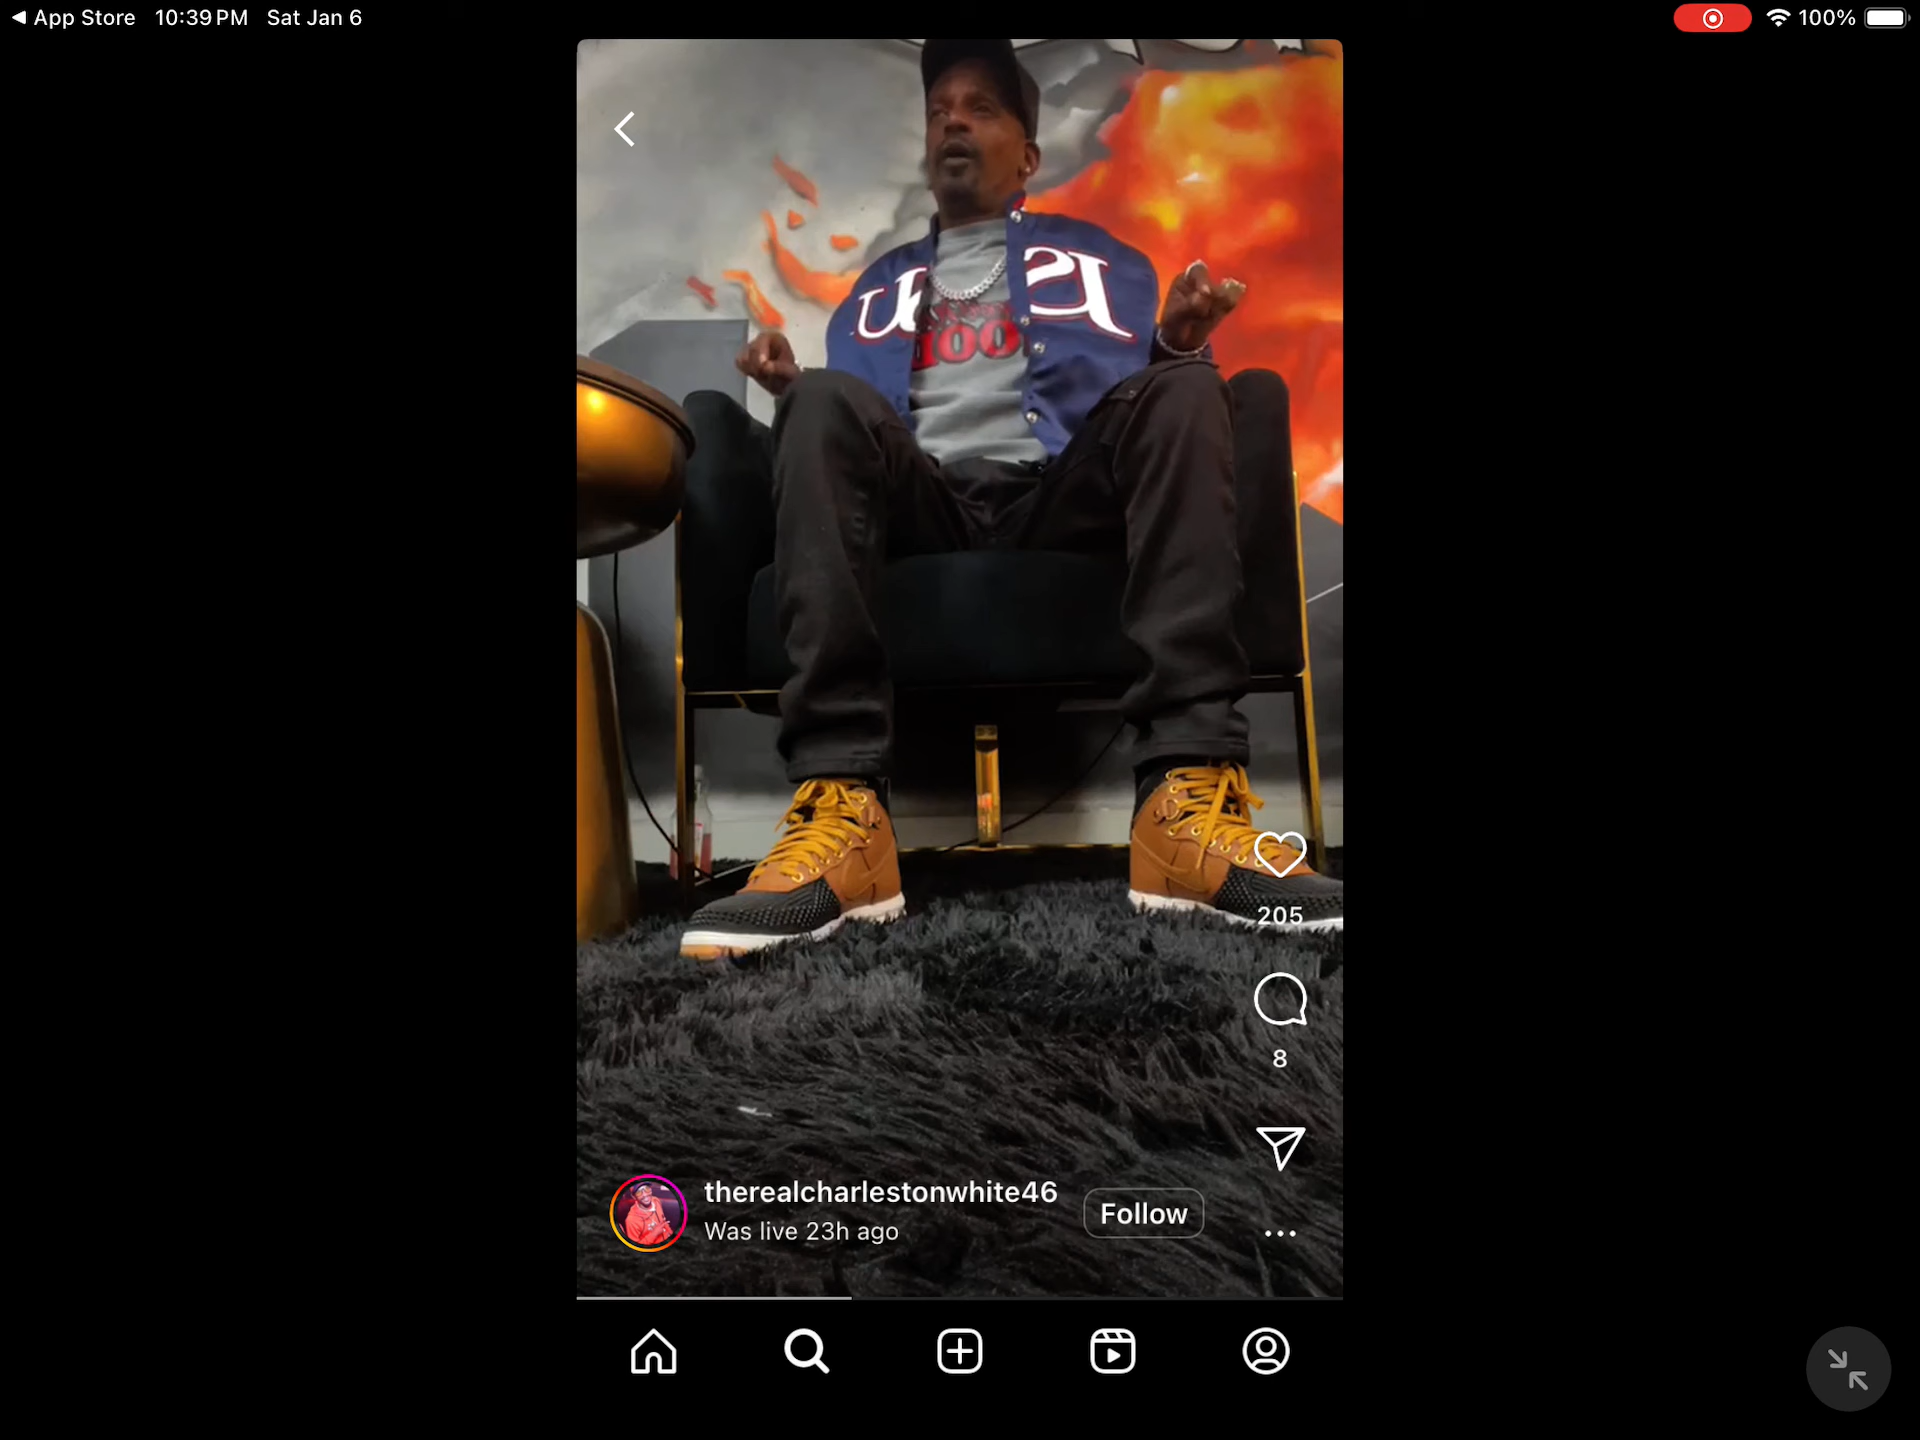 App Store 10:39 PM Sat Jan 6 100%
205
8
therealcharlestonwhite46
Was live 23h ago
Follow